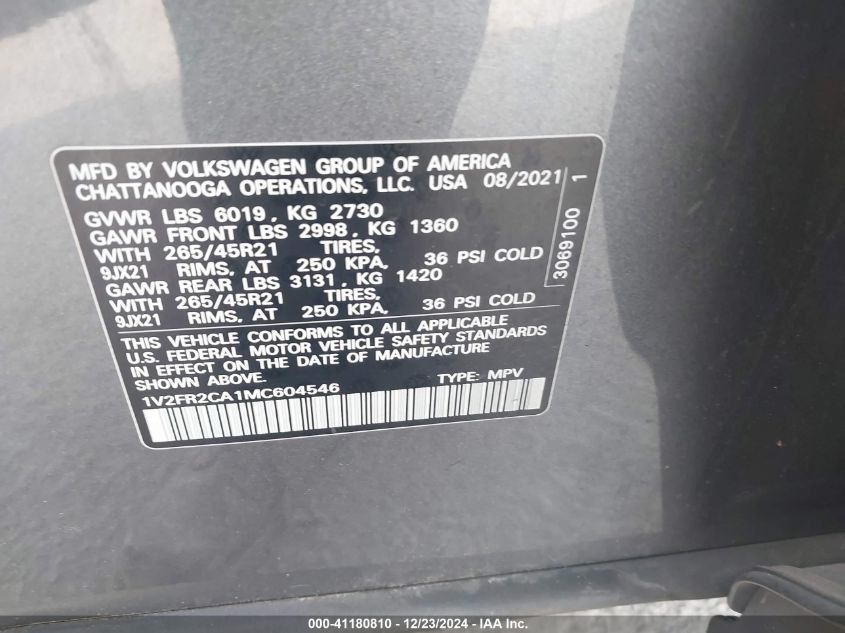 MFD BY VOLKSWAGEN GROUP OF AMERICA
CHATTANOOGA OPERATIONS, LLC. USA 08/2021
GVWR LBS 6019, KG 2730
GAWR FRONT LBS 2998, KG 1360
WITH 265/45R21 TIRES,
9JX21 RIMS, AT 250 KPA, 36 PSI COLD
GAWR REAR LBS 3131, KG 1420
WITH 265/45R21 TIRES,
9JX21 RIMS, AT 250 KPA, 36 PSI COLD
THIS VEHICLE CONFORMS TO ALL APPLICABLE
U.S. FEDERAL MOTOR VEHICLE SAFETY STANDARDS
IN EFFECT ON THE DATE OF MANUFACTURE
SHOWN ABOVE.
TYPE: MPV
1V2FR2CA1MC604546
3069100 1
000-41180810 - 12/23/2024 - IAA Inc.